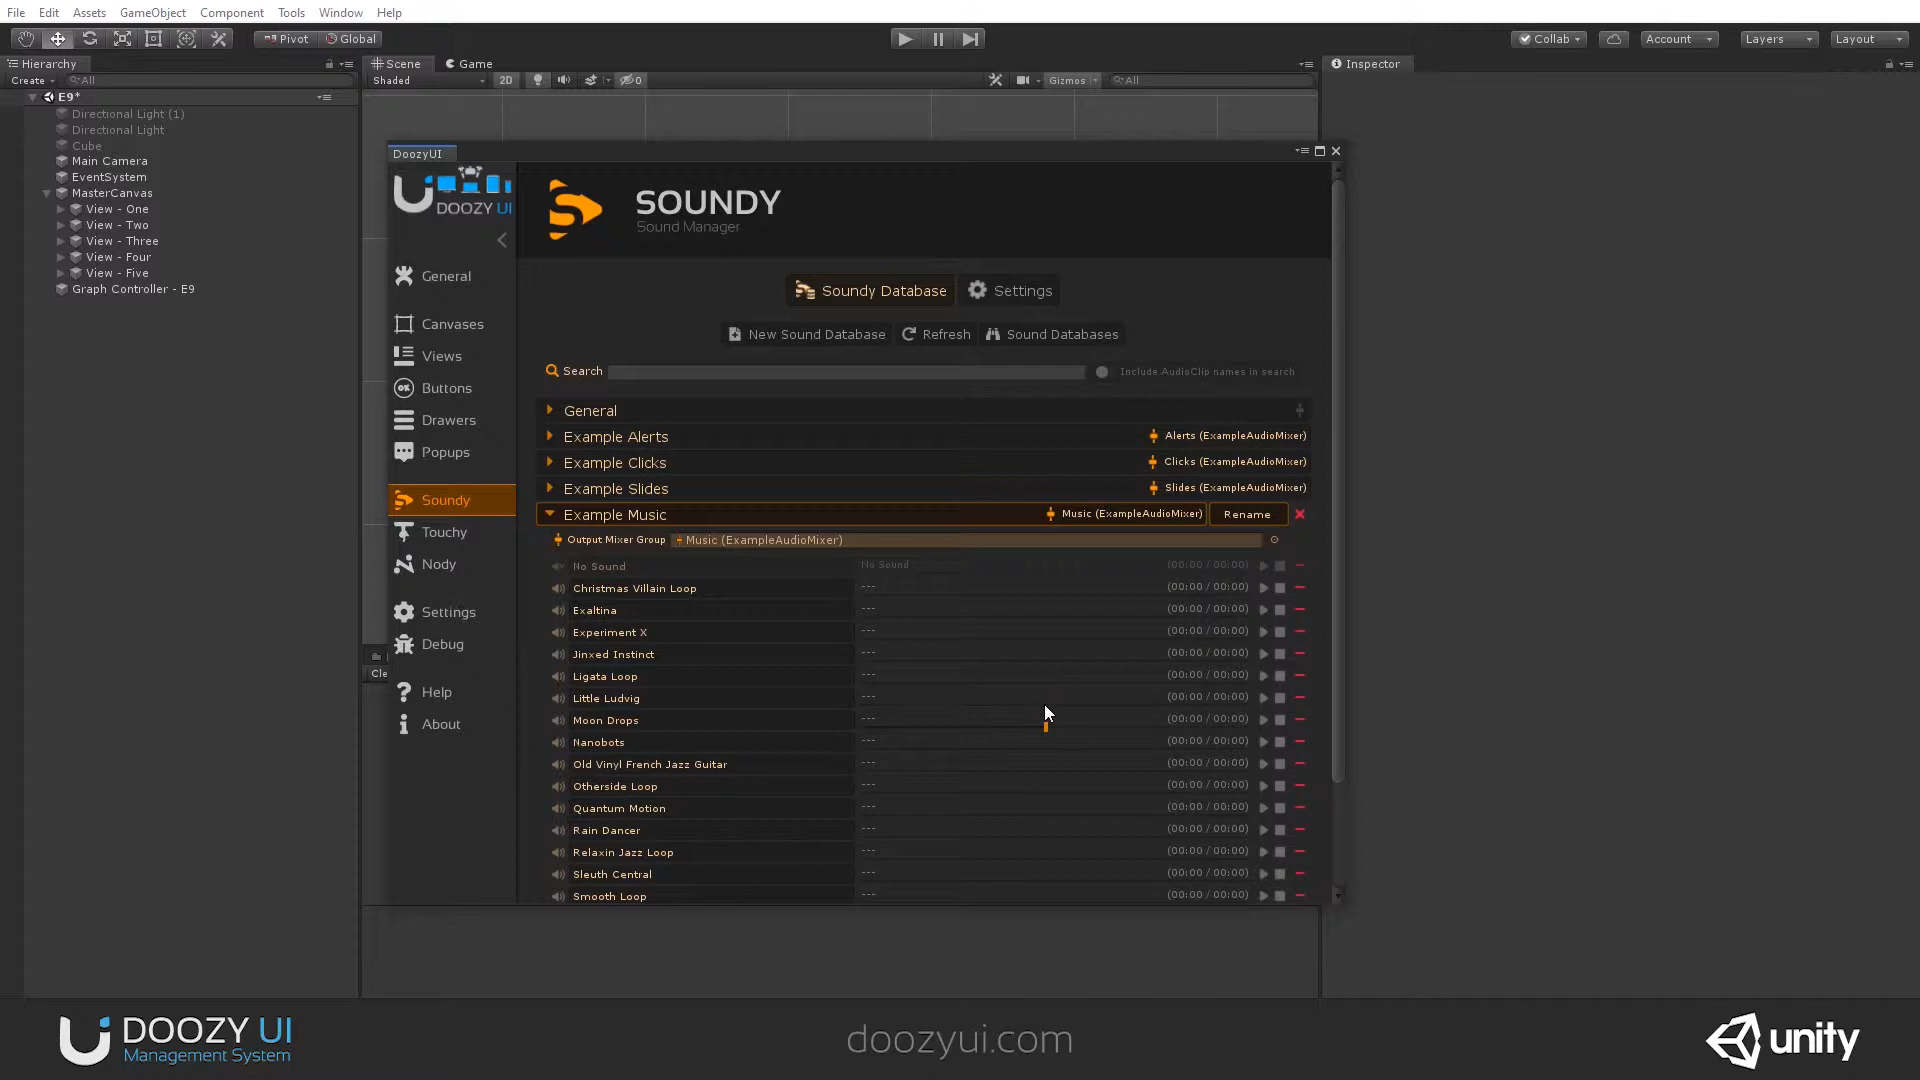 File Edit Assets GameObject Component Tools Window Help
Pivot Global Collab Account Layers Layout
Hierarchy
Create All
E9*
Directional Light (1)
Directional Light
Cube
Main Camera
EventSystem
MasterCanvas
View - One
View - Two
View - Three
View - Four
View - Five
Graph Controller - E9
Scene Game
Shaded 2D 0 Gizmos All
Inspector
DoozyUI
DOOZY UI
General
Canvases
Views
Buttons
Drawers
Popups
Soundy
Touchy
Nody
Settings
Debug
Help
About
Cle
SOUNDY
Sound Manager
Soundy Database Settings
New Sound Database Refresh Sound Databases
Search Include AudioClip names in search
General
Example Alerts Alerts (ExampleAudioMixer)
Example Clicks Clicks (ExampleAudioMixer)
Example Slides Slides (ExampleAudioMixer)
Example Music Music (ExampleAudioMixer) Rename
Output Mixer Group Music (ExampleAudioMixer)
No Sound No Sound (00:00 / 00:00)
Christmas Villain Loop --- (00:00 / 00:00)
Exaltina --- (00:00 / 00:00)
Experiment X --- (00:00 / 00:00)
Jinxed Instinct --- (00:00 / 00:00)
Ligata Loop --- (00:00 / 00:00)
Little Ludvig --- (00:00 / 00:00)
Moon Drops --- (00:00 / 00:00)
Nanobots --- (00:00 / 00:00)
Old Vinyl French Jazz Guitar --- (00:00 / 00:00)
Otherside Loop --- (00:00 / 00:00)
Quantum Motion --- (00:00 / 00:00)
Rain Dancer --- (00:00 / 00:00)
Relaxin Jazz Loop --- (00:00 / 00:00)
Sleuth Central --- (00:00 / 00:00)
Smooth Loop --- (00:00 / 00:00)
DOOZY UI
Management System
doozyui.com
unity